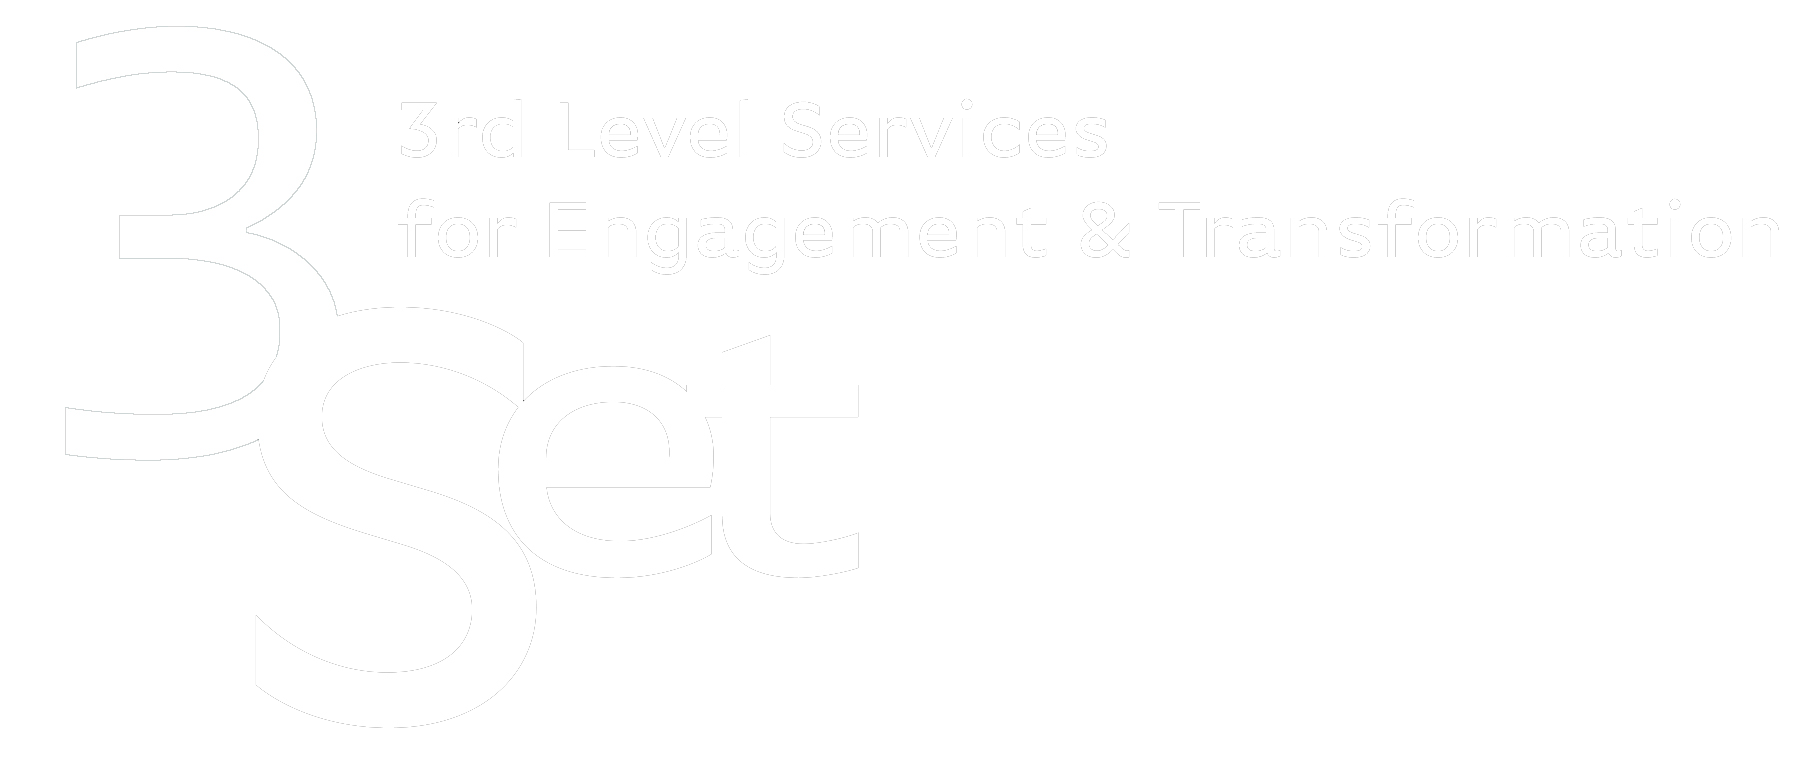 3rd Level Services
for Engagement & Transformation
3Set